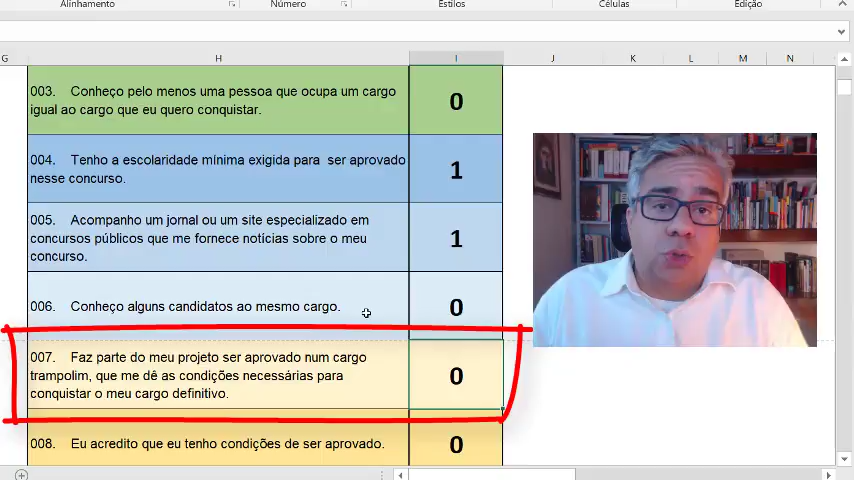 Alinhamento
Número
Estilos
Células
Edição
G
H
I
J
K
L
M
N
003. Conheço pelo menos uma pessoa que ocupa um cargo
igual ao cargo que eu quero conquistar.
0
004. Tenho a escolaridade mínima exigida para ser aprovado
nesse concurso.
1
005. Acompanho um jornal ou um site especializado em
concursos públicos que me fornece notícias sobre o meu
concurso.
1
006. Conheço alguns candidatos ao mesmo cargo.
0
007. Faz parte do meu projeto ser aprovado num cargo
trampolim, que me dê as condições necessárias para
conquistar o meu cargo definitivo.
0
008. Eu acredito que eu tenho condições de ser aprovado.
0